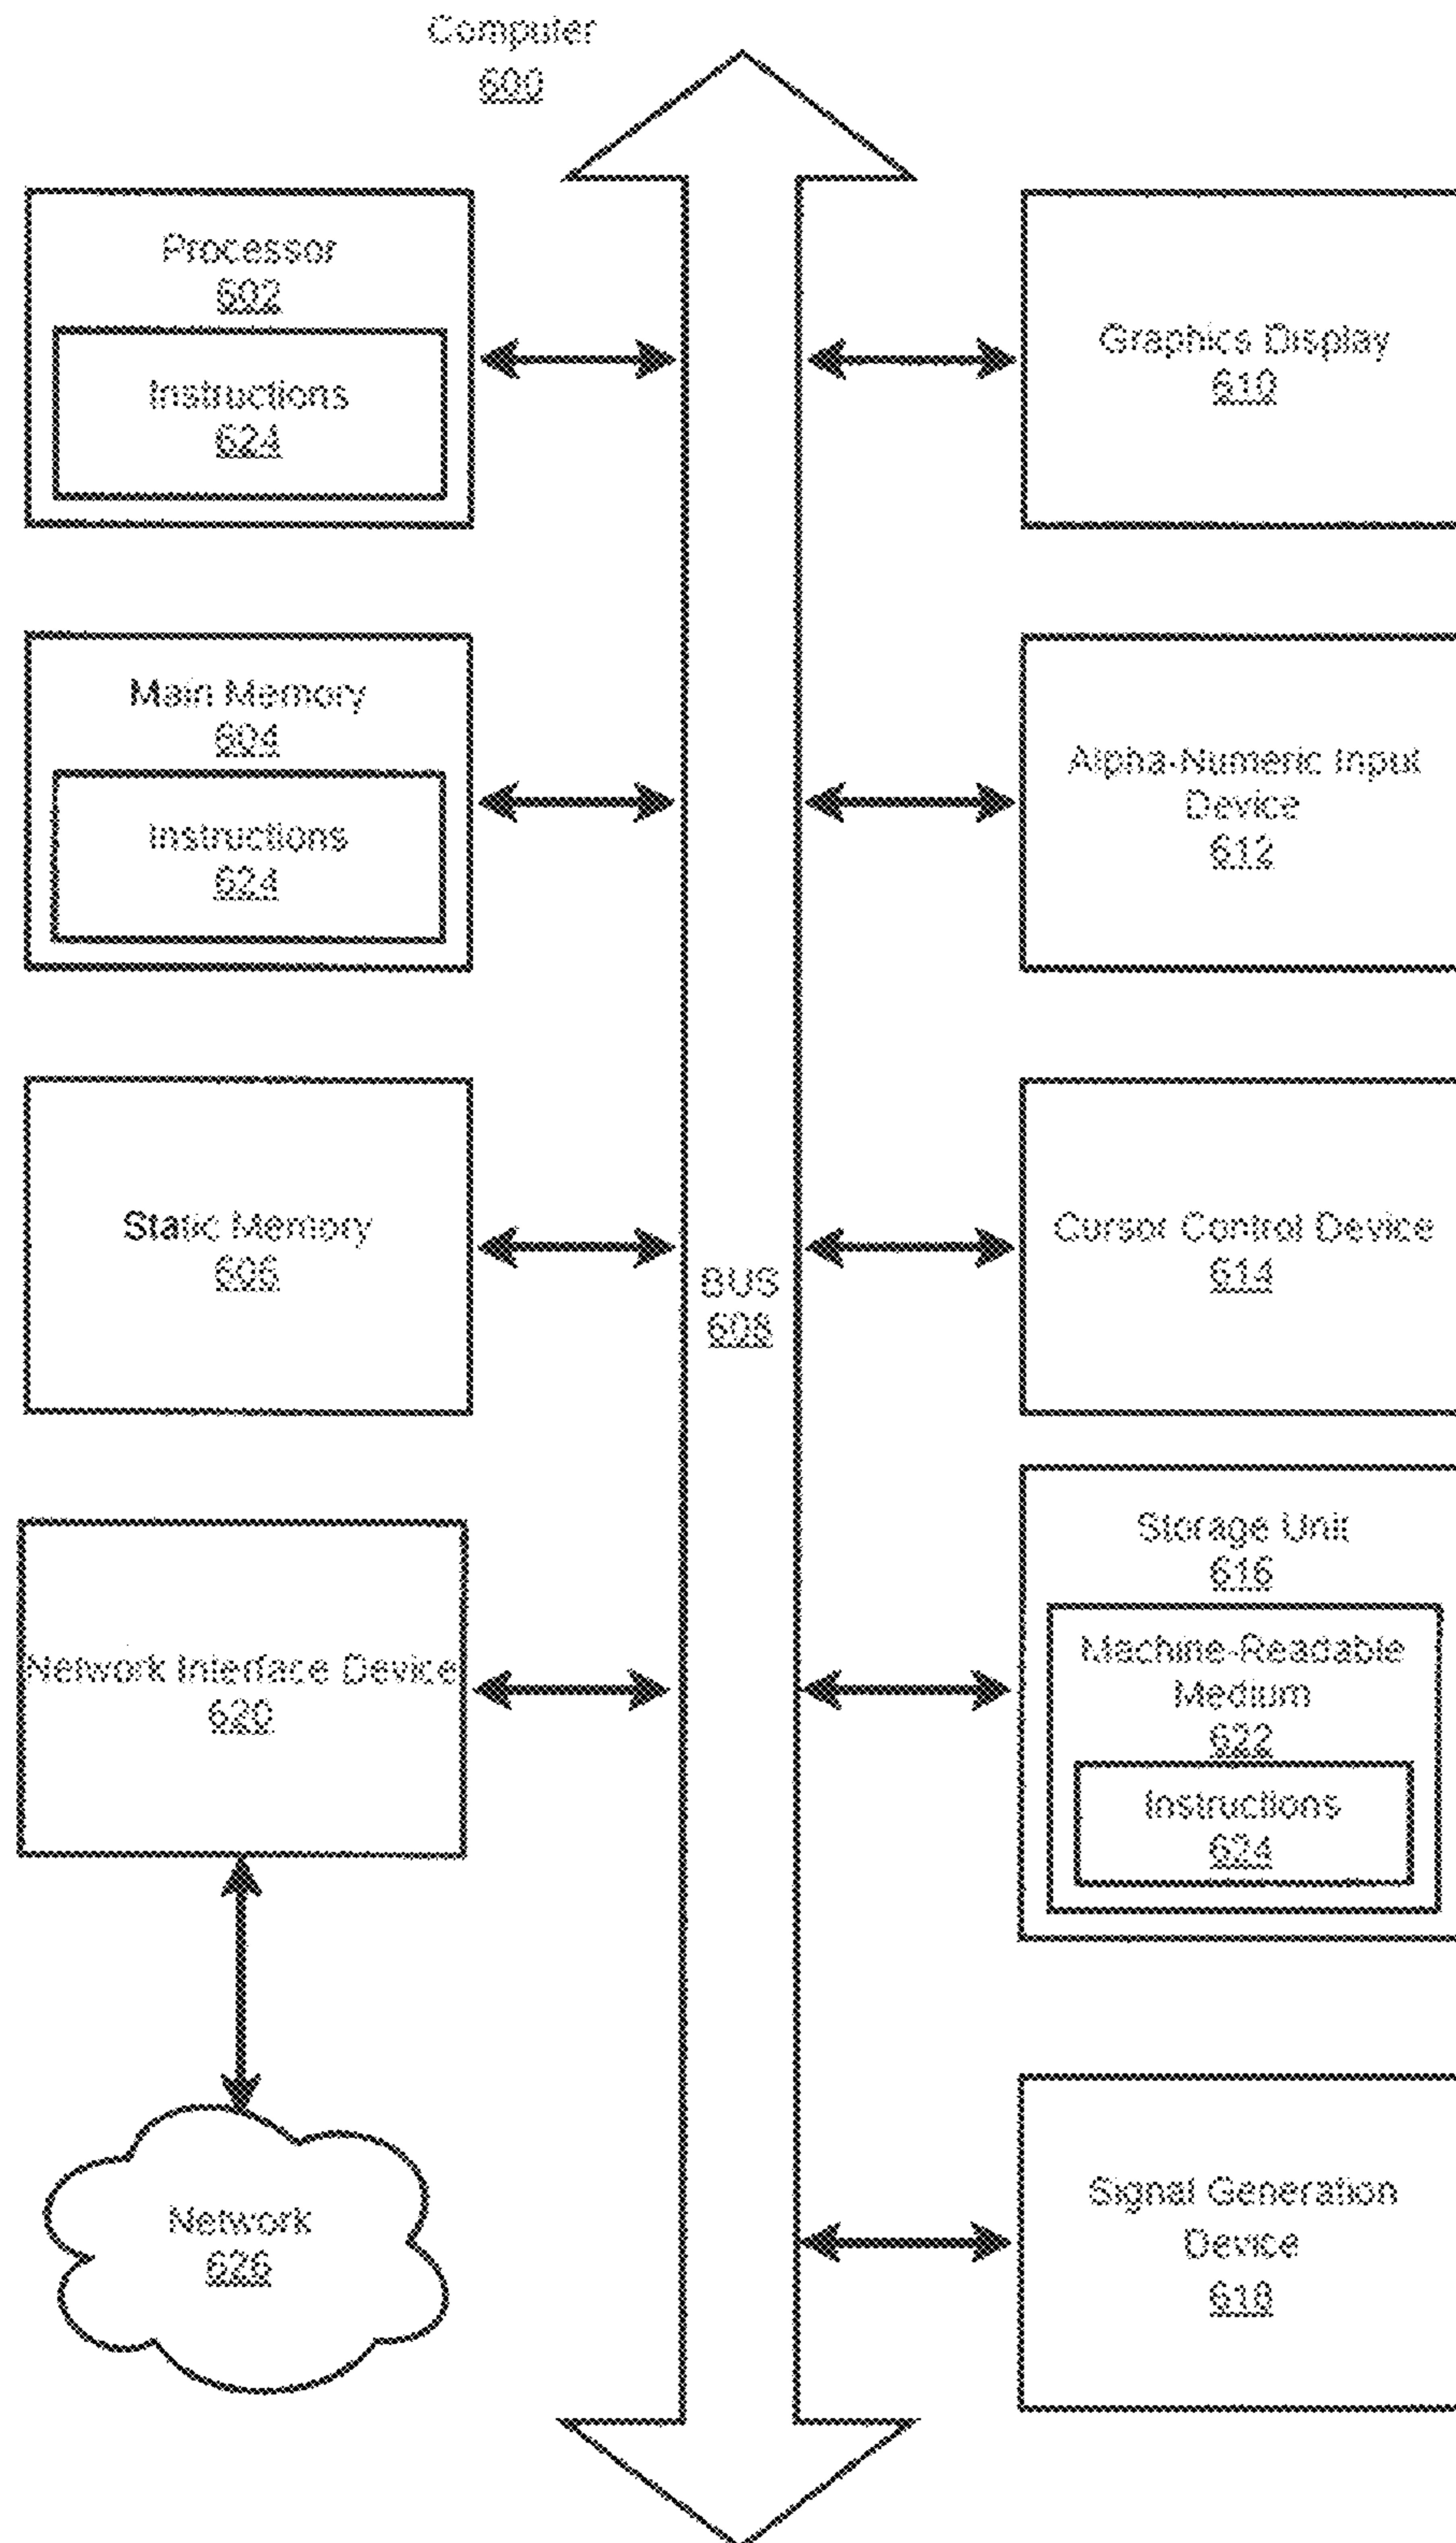 Computer
600
Processor
602
Instructions
624
Main Memory
604
Instructions
624
Static Memory
606
Network Interface Device
620
Network
626
BUS
608
Graphics Display
610
Alpha-Numeric Input
Device
612
Cursor Control Device
614
Storage Unit
616
Machine-Readable
Medium
622
Instructions
624
Signal Generation
Device
618